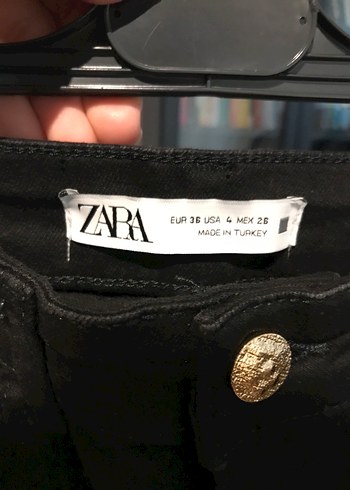 ZARA
EUR 36 USA 4 MEX 26
MADE IN TURKEY